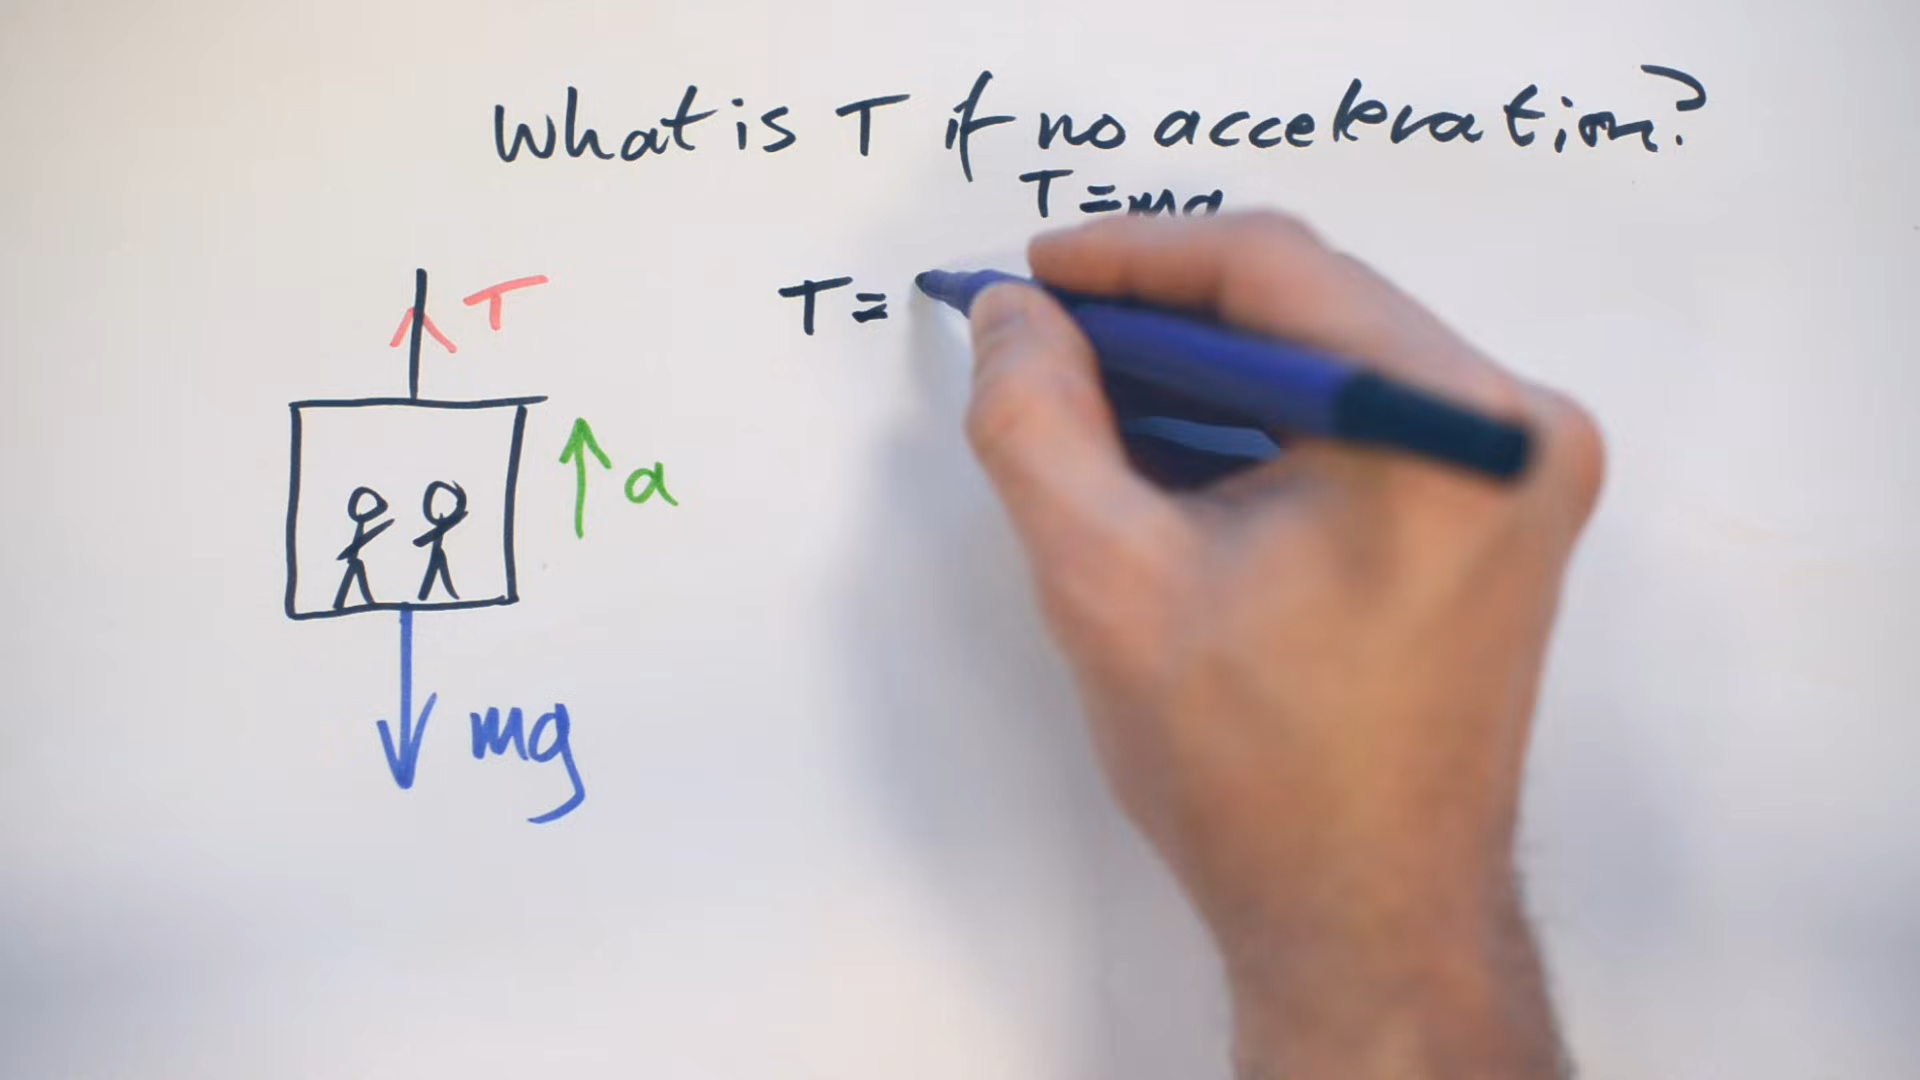 What is T if no acceleration?
T = mg
T =
T
a
mg